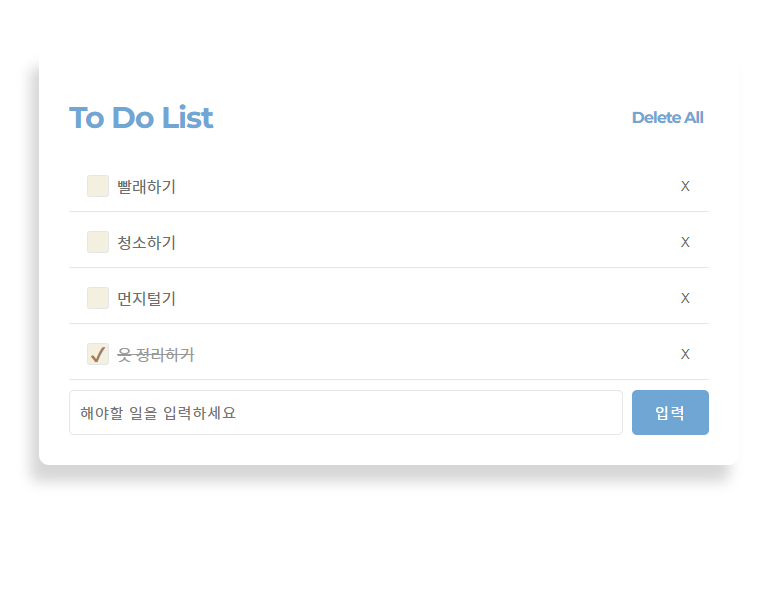 To Do List
Delete All
빨래하기 X
청소하기 X
먼지털기 X
옷 정리하기 X
해야할 일을 입력하세요 입력